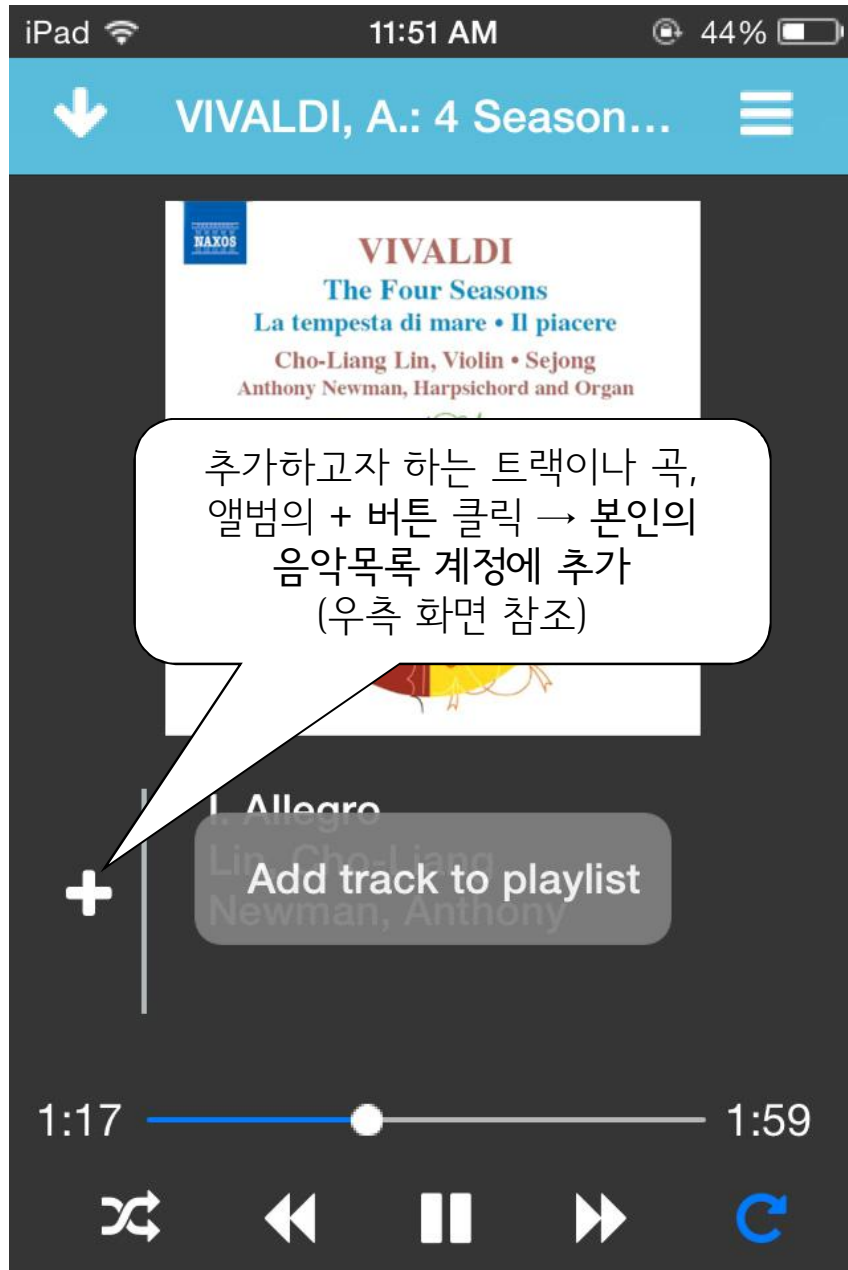 iPad 11:51 AM 44%
VIVALDI, A.: 4 Season...
NAXOS
VIVALDI
The Four Seasons
La tempesta di mare • Il piacere
Cho-Liang Lin, Violin • Sejong
Anthony Newman, Harpsichord and Organ
추가하고자 하는 트랙이나 곡,
앨범의 + 버튼 클릭 → 본인의
음악목록 계정에 추가
(우측 화면 참조)
I. Allegro
Lin, Cho-Liang
Add track to playlist
Newman, Anthony
1:17 1:59